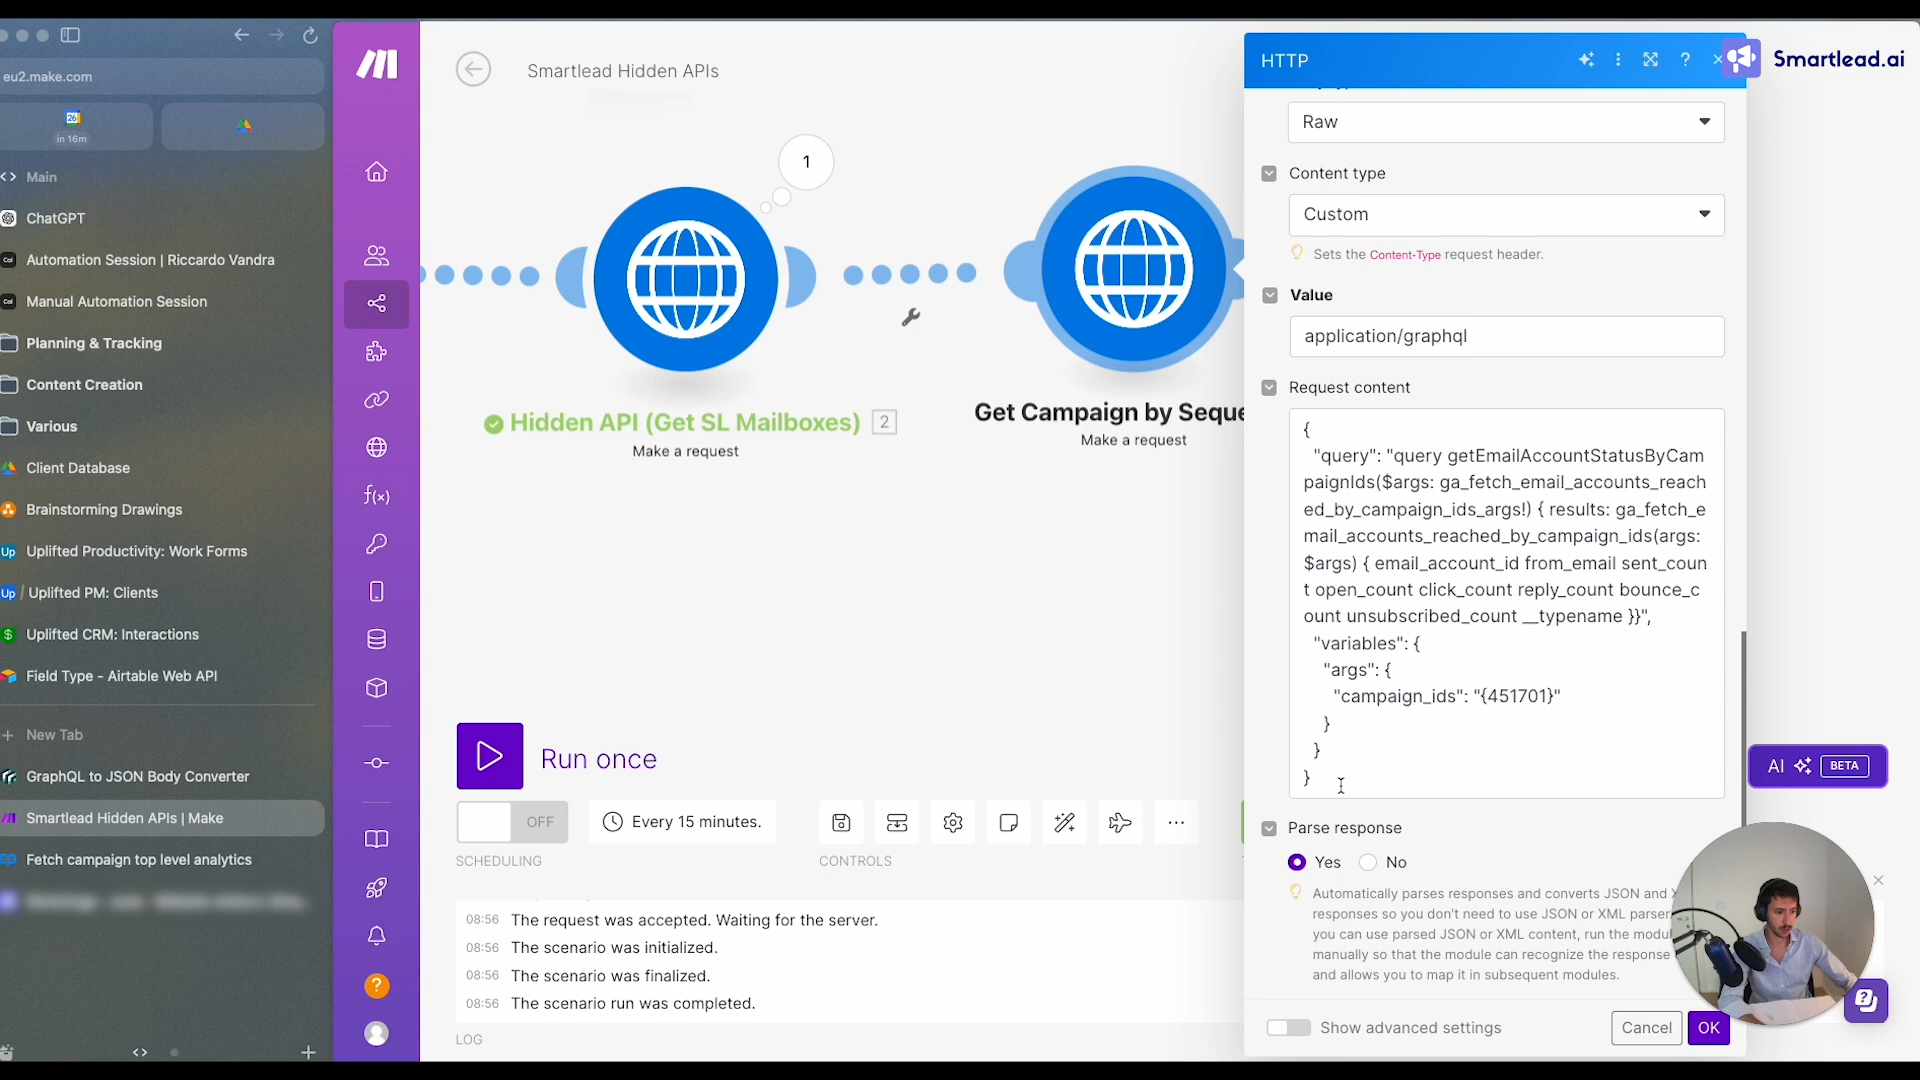 eu2.make.com
26
in 16m
Main
ChatGPT
Automation Session | Riccardo Vandra
Manual Automation Session
Planning & Tracking
Content Creation
Various
Client Database
Brainstorming Drawings
Up Uplifted Productivity: Work Forms
Up / Uplifted PM: Clients
$ Uplifted CRM: Interactions
Field Type - Airtable Web API
+ New Tab
GraphQL to JSON Body Converter
Smartlead Hidden APIs | Make
Fetch campaign top level analytics
f(x)
?
Smartlead Hidden APIs
1
Hidden API (Get SL Mailboxes) 2
Make a request
Get Campaign by Seque
Make a request
Run once
OFF
Every 15 minutes.
SCHEDULING
CONTROLS
08:56 The request was accepted. Waiting for the server.
08:56 The scenario was initialized.
08:56 The scenario was finalized.
08:56 The scenario run was completed.
LOG
HTTP
?
Smartlead.ai
Raw
Content type
Custom
Sets the Content-Type request header.
Value
application/graphql
Request content
{
"query": "query getEmailAccountStatusByCam
paignIds($args: ga_fetch_email_accounts_reach
ed_by_campaign_ids_args!) { results: ga_fetch_e
mail_accounts_reached_by_campaign_ids(args:
$args) { email_account_id from_email sent_coun
t open_count click_count reply_count bounce_c
ount unsubscribed_count __typename }}",
"variables": {
"args": {
"campaign_ids": "{451701}"
}
}
}
AI BETA
Parse response
Yes No
Automatically parses responses and converts JSON and
responses so you don't need to use JSON or XML parser
you can use parsed JSON or XML content, run the modu
manually so that the module can recognize the response
and allows you to map it in subsequent modules.
Show advanced settings
Cancel
OK